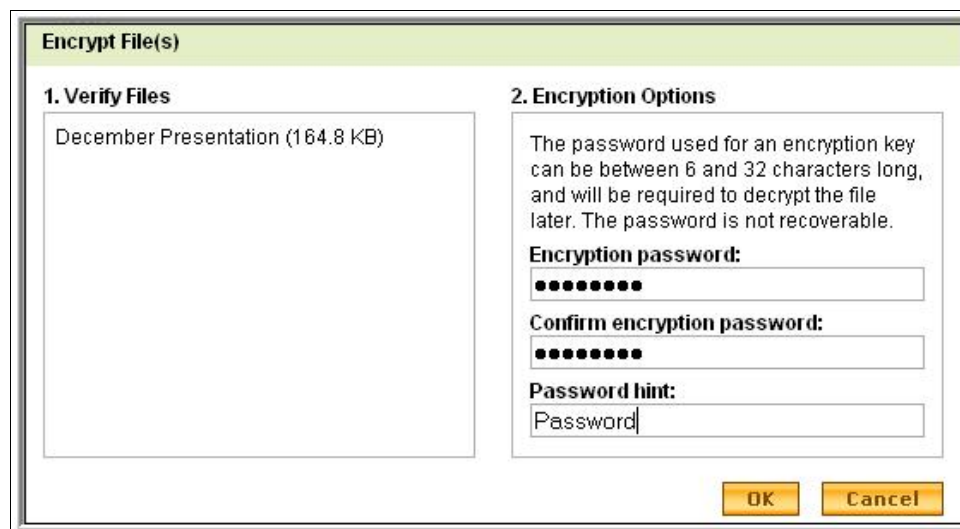 Encrypt File(s)
1. Verify Files
December Presentation (164.8 KB)
2. Encryption Options
The password used for an encryption key
can be between 6 and 32 characters long,
and will be required to decrypt the file
later. The password is not recoverable.
Encryption password:
●●●●●●●●
Confirm encryption password:
●●●●●●●●
Password hint:
Password
OK
Cancel